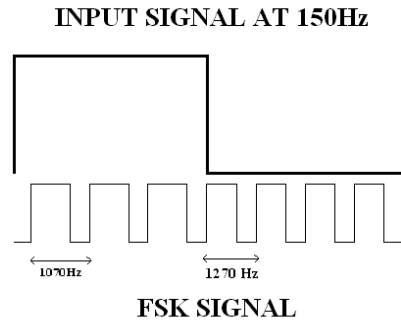 INPUT SIGNAL AT 150Hz
1070Hz
1270 Hz
FSK SIGNAL